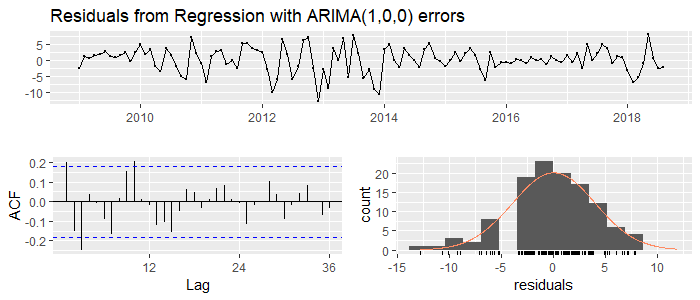 Residuals from Regression with ARIMA(1,0,0) errors
5
0
-5
-10
2010 2012 2014 2016 2018
0.2
0.1
0.0
-0.1
-0.2
ACF
12 24 36
Lag
20
15
10
5
0
count
-15 -10 -5 0 5 10
residuals